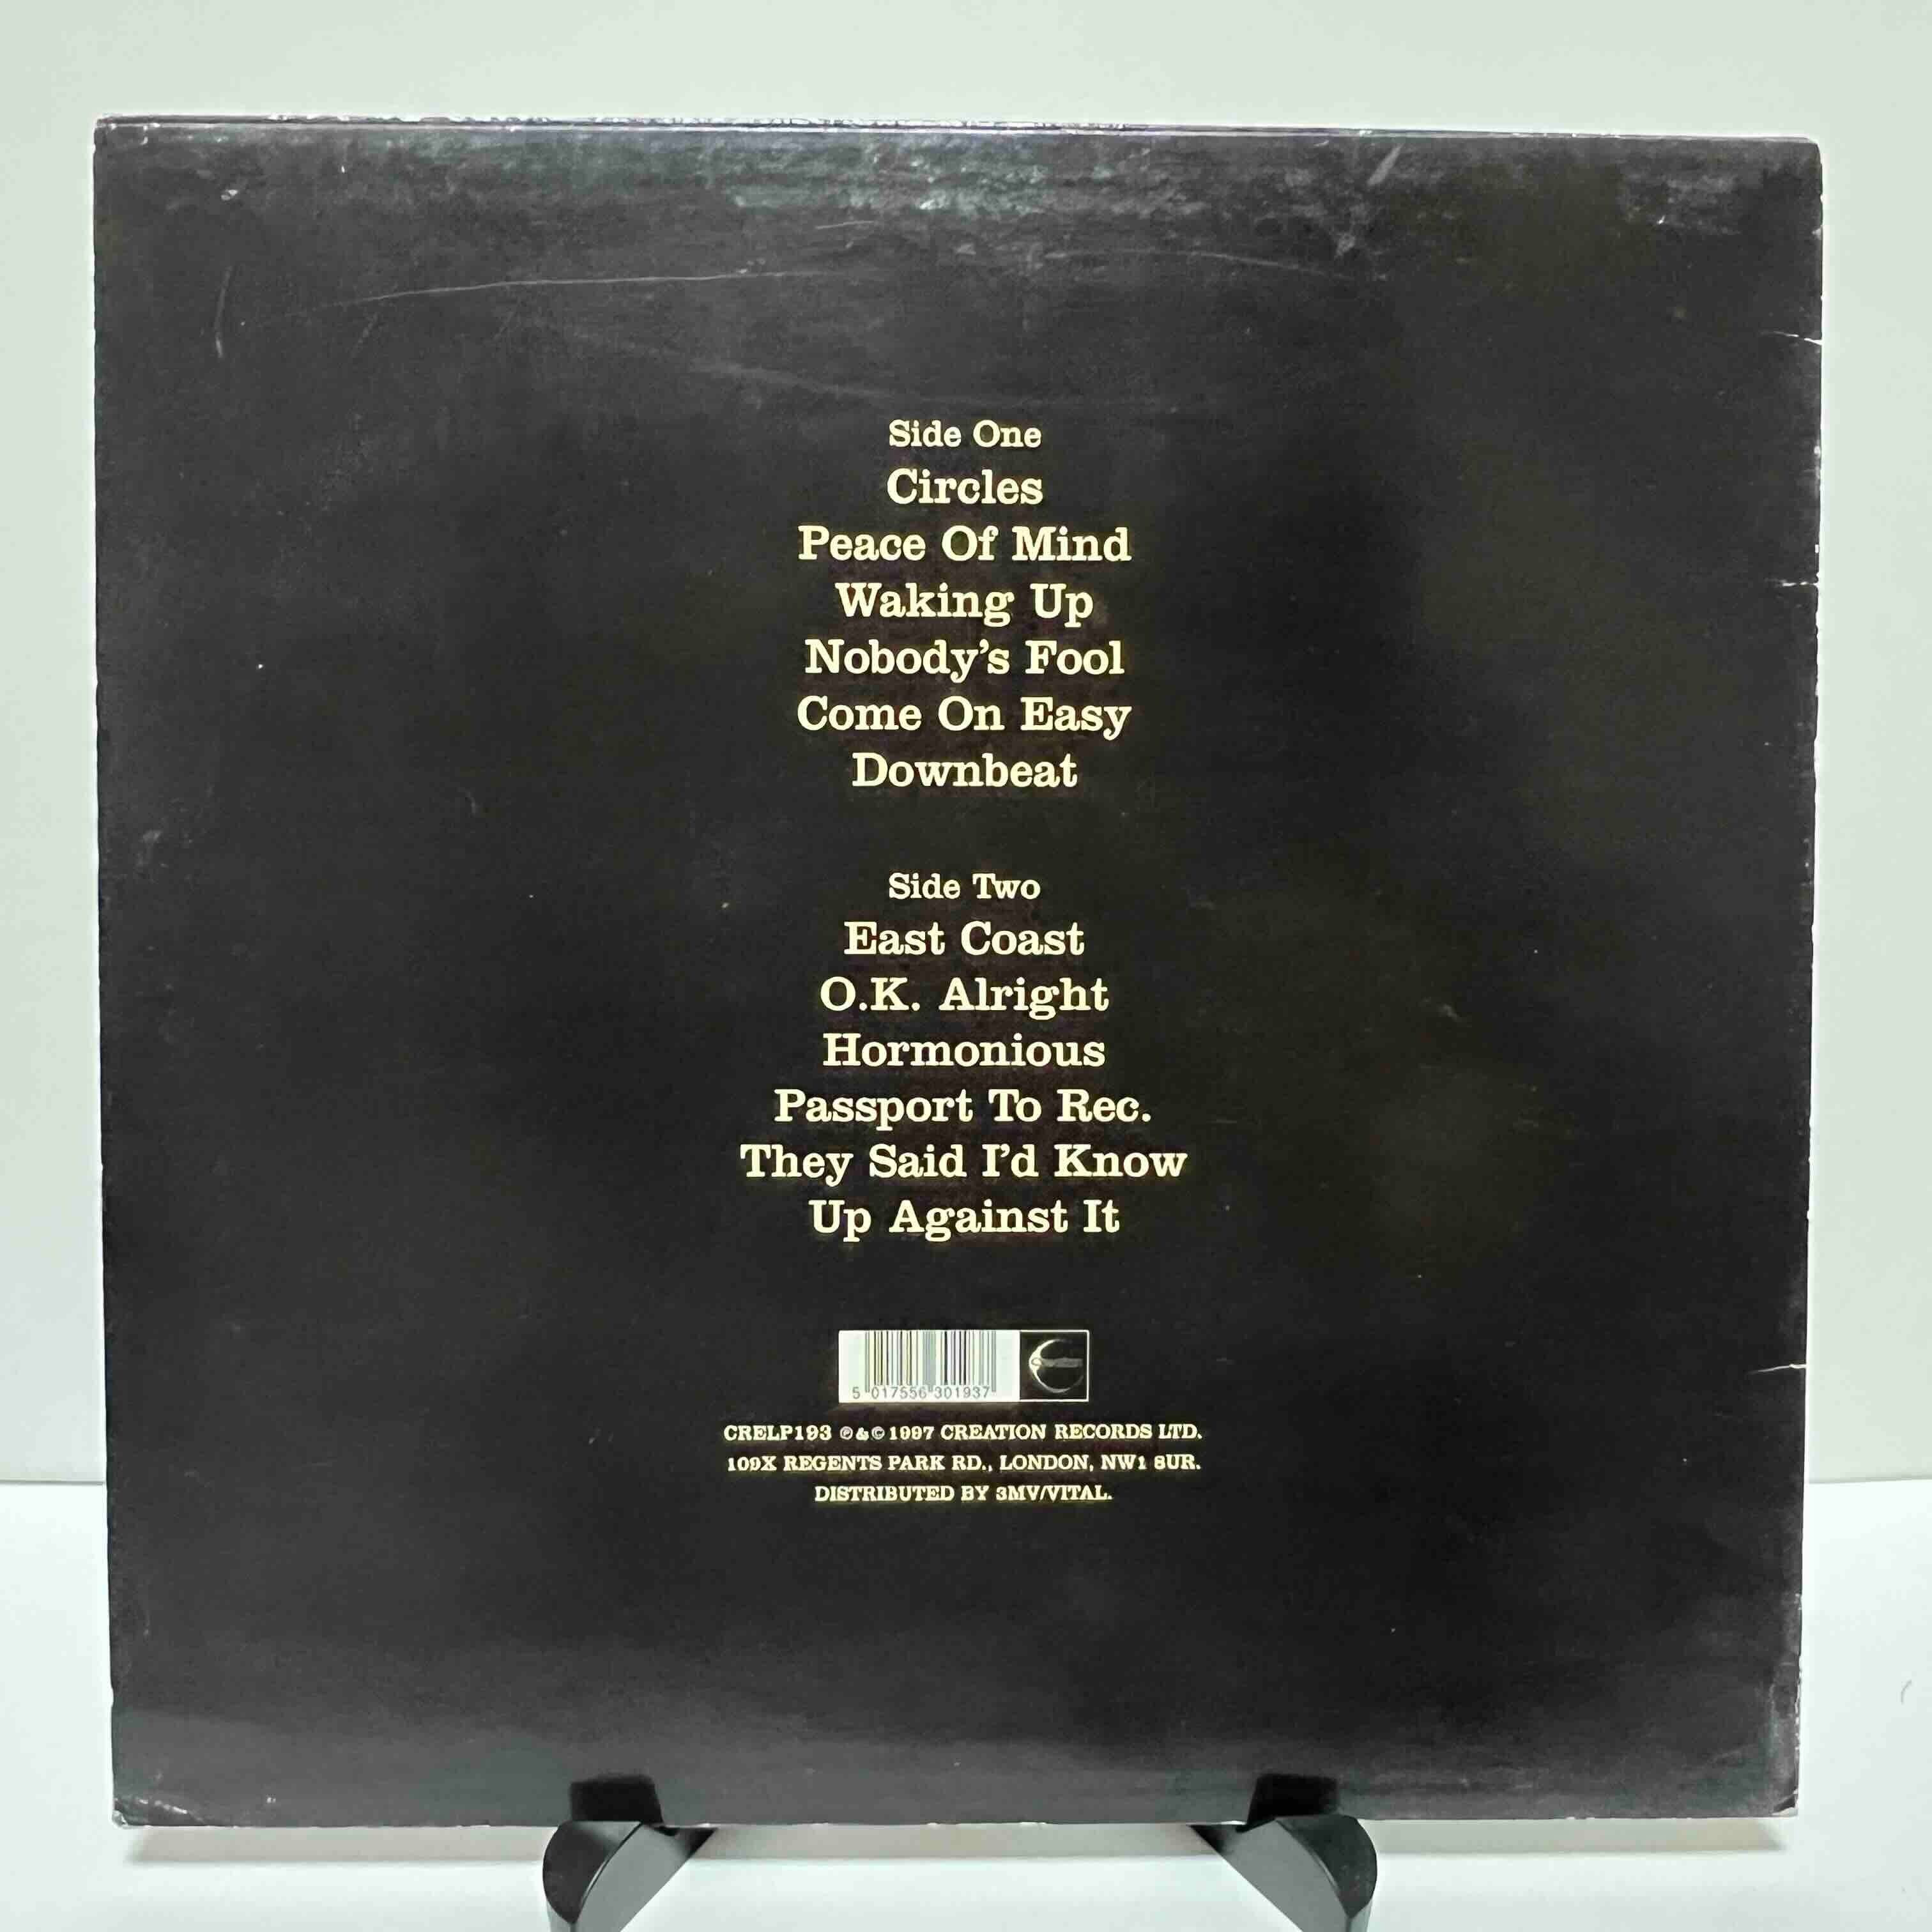 Side One
Circles
Peace Of Mind
Waking Up
Nobody's Fool
Come On Easy
Downbeat
Side Two
East Coast
O.K. Alright
Hormonious
Passport To Rec.
They Said I'd Know
Up Against It
5 017556 301937
CRELP193 ℗&© 1997 CREATION RECORDS LTD.
109X REGENTS PARK RD., LONDON, NW1 8UR.
DISTRIBUTED BY 3MV/VITAL.